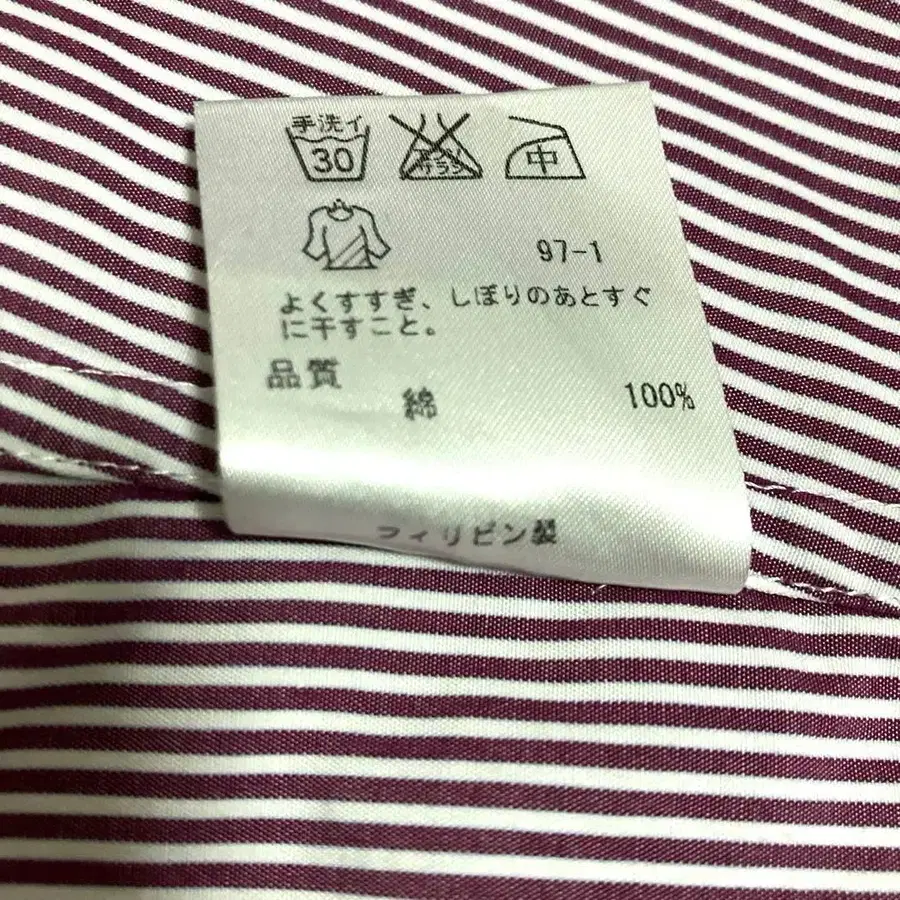 手洗イ
30
エンソ
サラシ
中
97-1
よくすすぎ、しぼりのあとすぐ
に干すこと。
品質
綿 100%
フィリピン製